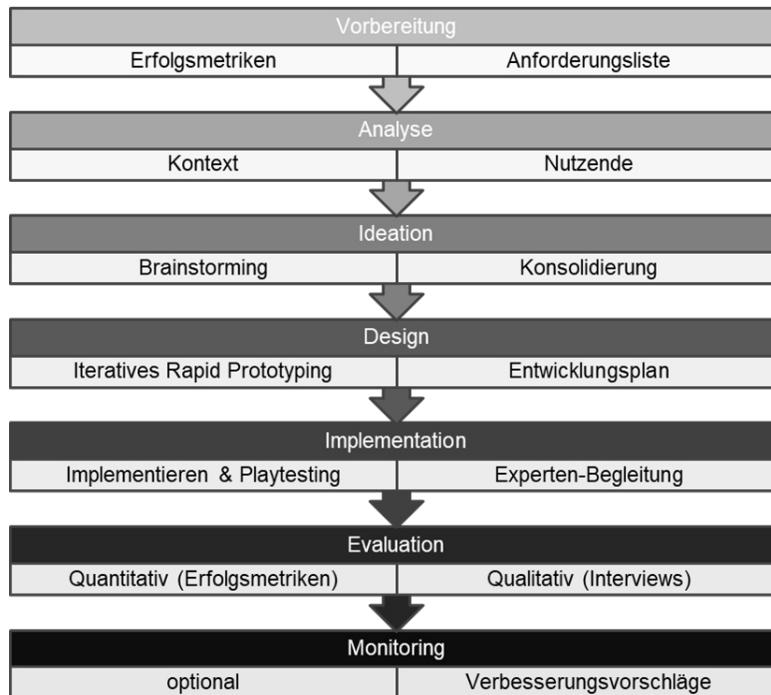 Vorbereitung
Erfolgsmetriken Anforderungsliste
Analyse
Kontext Nutzende
Ideation
Brainstorming Konsolidierung
Design
Iteratives Rapid Prototyping Entwicklungsplan
Implementation
Implementieren & Playtesting Experten-Begleitung
Evaluation
Quantitativ (Erfolgsmetriken) Qualitativ (Interviews)
Monitoring
optional Verbesserungsvorschläge